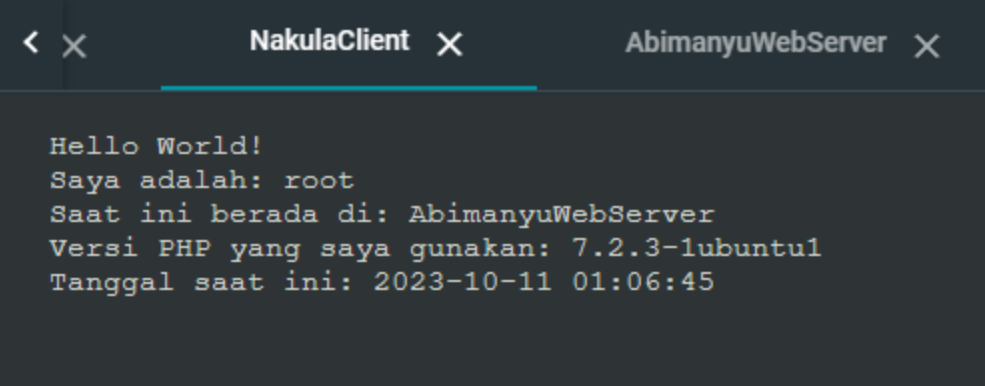 NakulaClient AbimanyuWebServer
Hello World!
Saya adalah: root
Saat ini berada di: AbimanyuWebServer
Versi PHP yang saya gunakan: 7.2.3-1ubuntu1
Tanggal saat ini: 2023-10-11 01:06:45